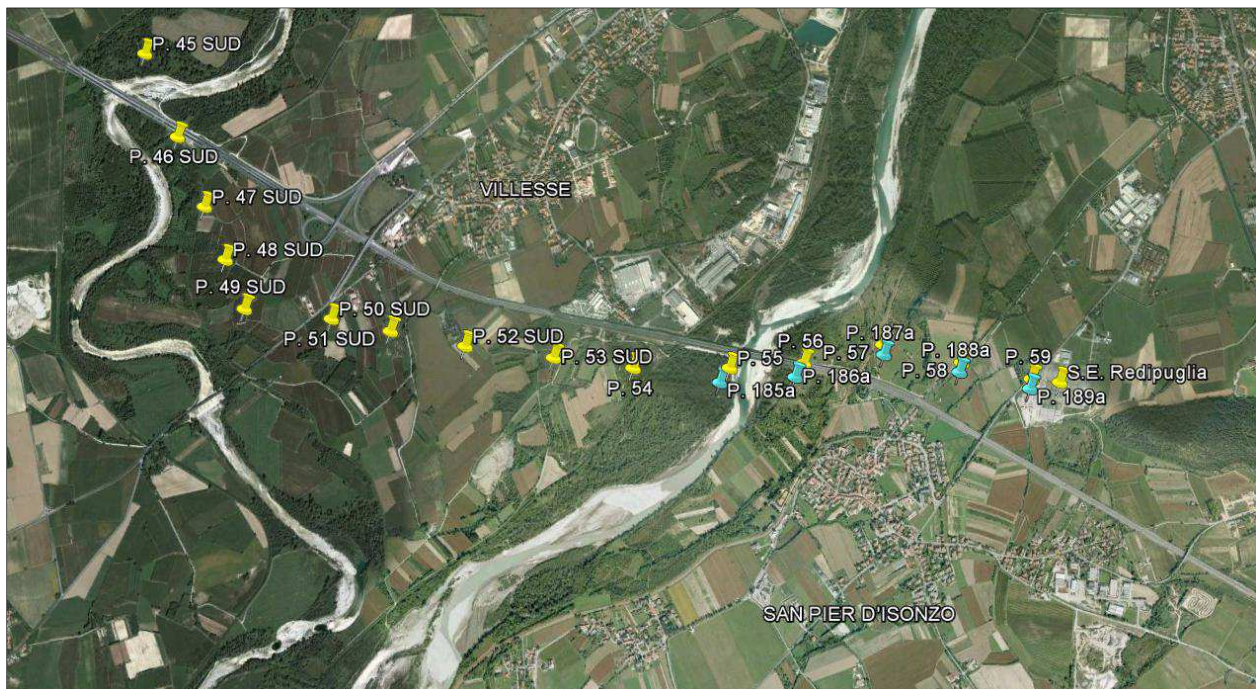 P. 45 SUD
P. 46 SUD
VILLESSE
P. 47 SUD
P. 48 SUD
P. 49 SUD
P. 50 SUD
P. 51 SUD
P. 52 SUD
P. 53 SUD
P. 54
P. 55
P. 185a
P. 56
P. 57
P. 186a
P. 187a
P. 188a
P. 58
P. 59
S.E. Redipuglia
P. 189a
SAN PIER D'ISONZO